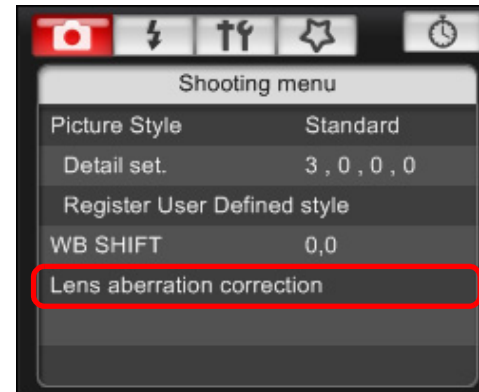 Shooting menu
Picture Style Standard
Detail set. 3 , 0 , 0 , 0
Register User Defined style
WB SHIFT 0,0
Lens aberration correction